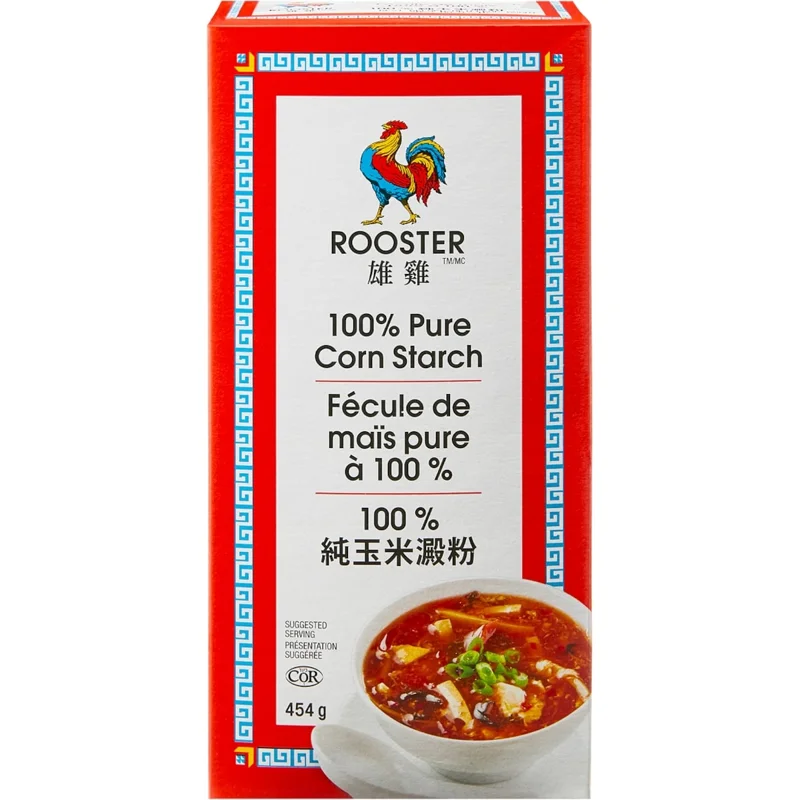 ROOSTER
TM/MC
雄雞
100% Pure
Corn Starch
Fécule de
maïs pure
à 100 %
100 %
純玉米澱粉
SUGGESTED
SERVING
PRÉSENTATION
SUGGÉRÉE
COR
454 g